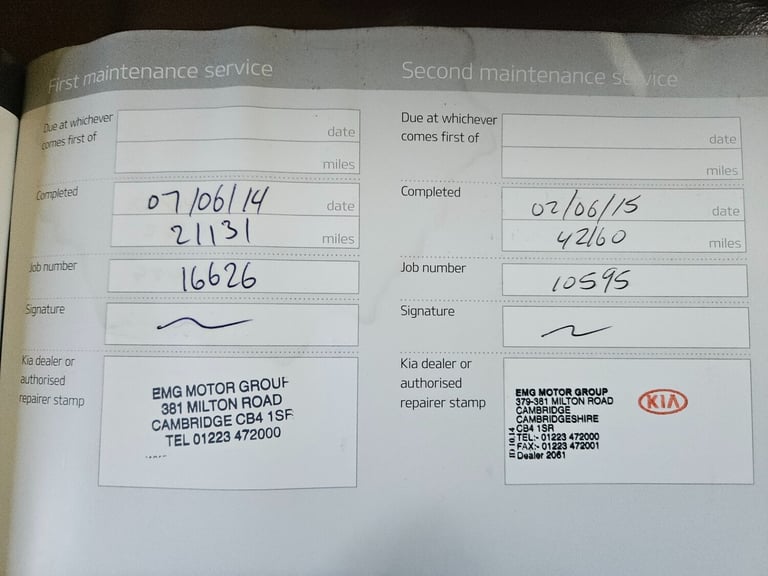 First maintenance service
Due at whichever
comes first of
date
miles
Completed
07/06/14 date
21131 miles
Job number
16626
Signature
Kia dealer or
authorised
repairer stamp
EMG MOTOR GROUP
381 MILTON ROAD
CAMBRIDGE CB4 1SR
TEL 01223 472000
Second maintenance service
Due at whichever
comes first of
date
miles
Completed
02/06/15 date
42160 miles
Job number
10595
Signature
Kia dealer or
authorised
repairer stamp
EMG MOTOR GROUP
379-381 MILTON ROAD
CAMBRIDGE
CAMBRIDGESHIRE
CB4 1SR
TEL:- 01223 472000
FAX:- 01223 472001
Dealer 2061
KIA